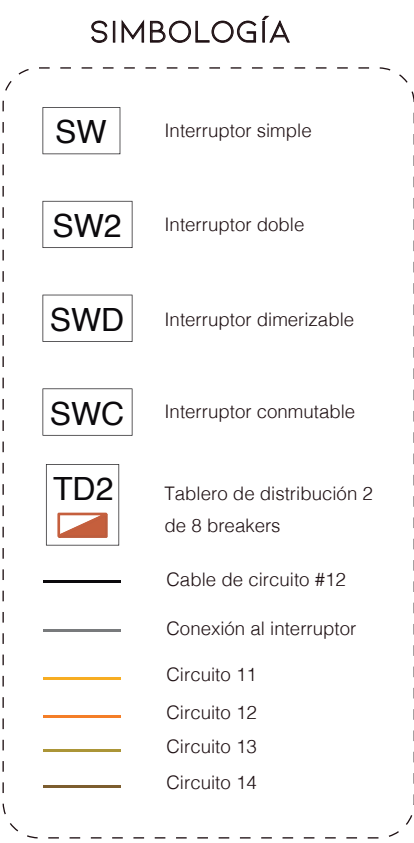 SIMBOLOGÍA
SW Interruptor simple
SW2 Interruptor doble
SWD Interruptor dimerizable
SWC Interruptor conmutable
TD2 Tablero de distribución 2
de 8 breakers
Cable de circuito #12
Conexión al interruptor
Circuito 11
Circuito 12
Circuito 13
Circuito 14